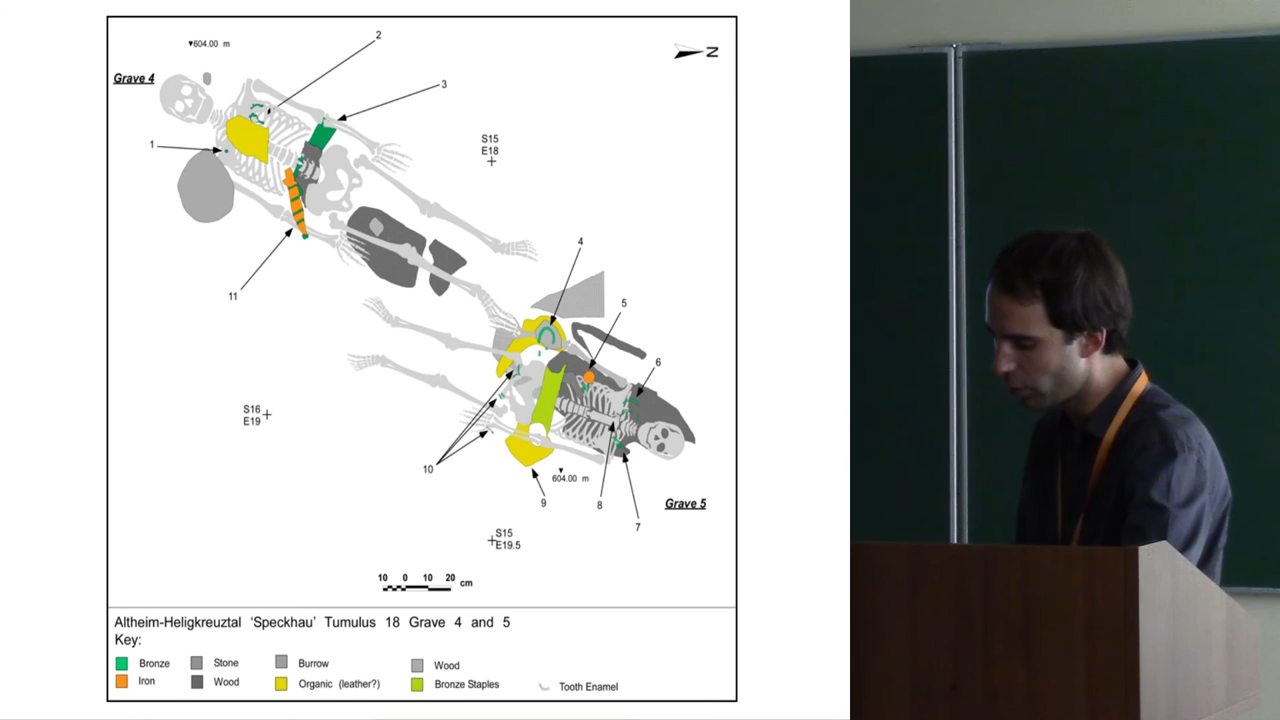 ▾604.00 m
2
Grave 4
N
3
1
S15
E18
11
4
5
6
S16
E19
10
604.00 m
9
8
7
Grave 5
S15
E19.5
10 0 10 20 cm
Altheim-Heligkreuztal ‘Speckhau’ Tumulus 18 Grave 4 and 5
Key:
Bronze Stone Burrow Wood
Iron Wood Organic (leather?) Bronze Staples Tooth Enamel